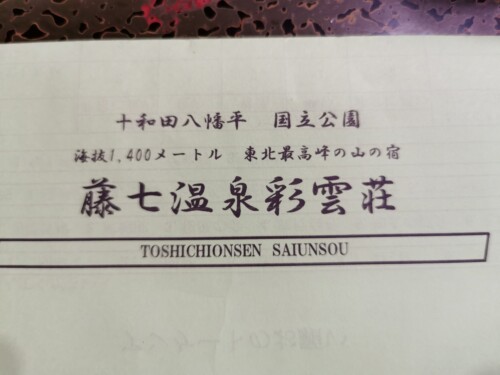 十和田八幡平 国立公園
海抜1,400メートル 東北最高峰の山の宿
藤七温泉彩雲荘
TOSHICHIONSEN SAIUNSOU